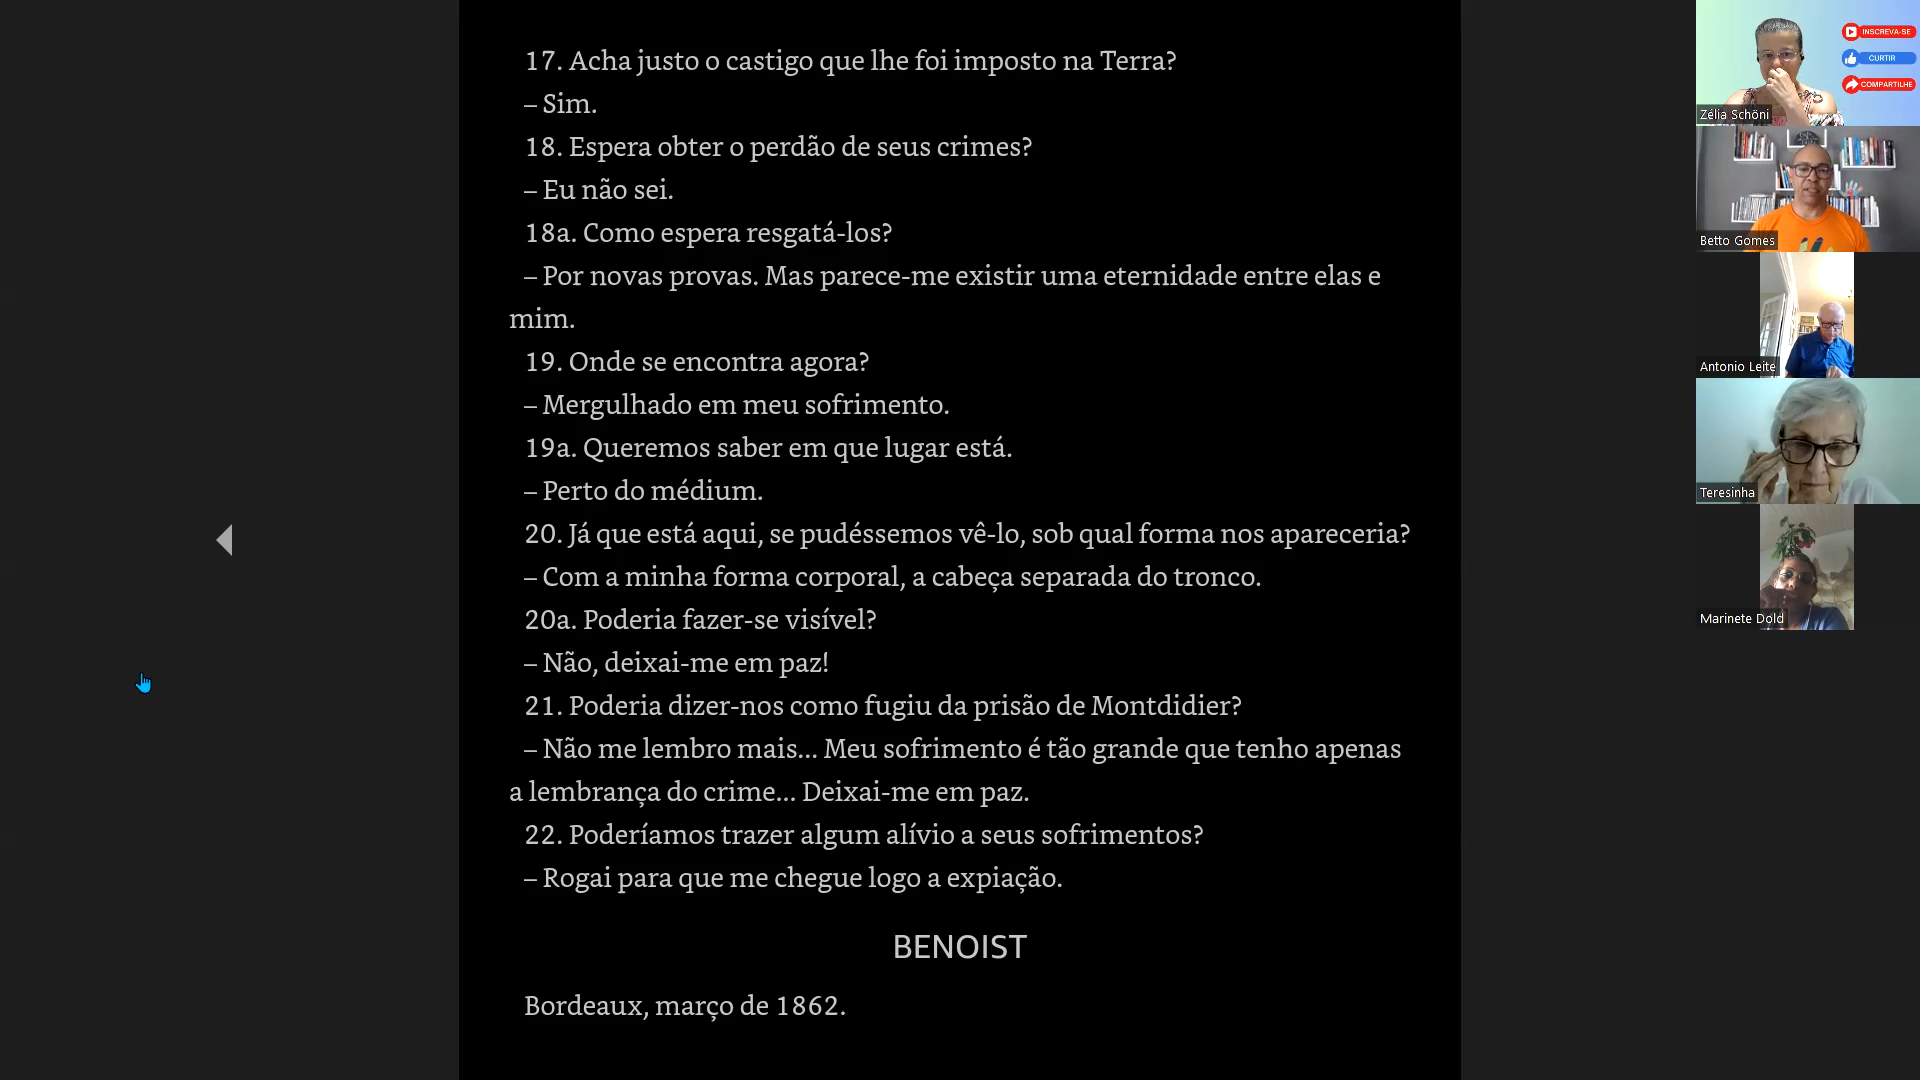 17. Acha justo o castigo que lhe foi imposto na Terra?
– Sim.
18. Espera obter o perdão de seus crimes?
– Eu não sei.
18a. Como espera resgatá-los?
– Por novas provas. Mas parece-me existir uma eternidade entre elas e
mim.
19. Onde se encontra agora?
– Mergulhado em meu sofrimento.
19a. Queremos saber em que lugar está.
– Perto do médium.
20. Já que está aqui, se pudéssemos vê-lo, sob qual forma nos apareceria?
– Com a minha forma corporal, a cabeça separada do tronco.
20a. Poderia fazer-se visível?
– Não, deixai-me em paz!
21. Poderia dizer-nos como fugiu da prisão de Montdidier?
– Não me lembro mais... Meu sofrimento é tão grande que tenho apenas
a lembrança do crime... Deixai-me em paz.
22. Poderíamos trazer algum alívio a seus sofrimentos?
– Rogai para que me chegue logo a expiação.
BENOIST
Bordeaux, março de 1862.
INSCREVA-SE
CURTIR
COMPARTILHE
Zélia Schöni
Betto Gomes
Antonio Leite
Teresinha
Marinete Dold